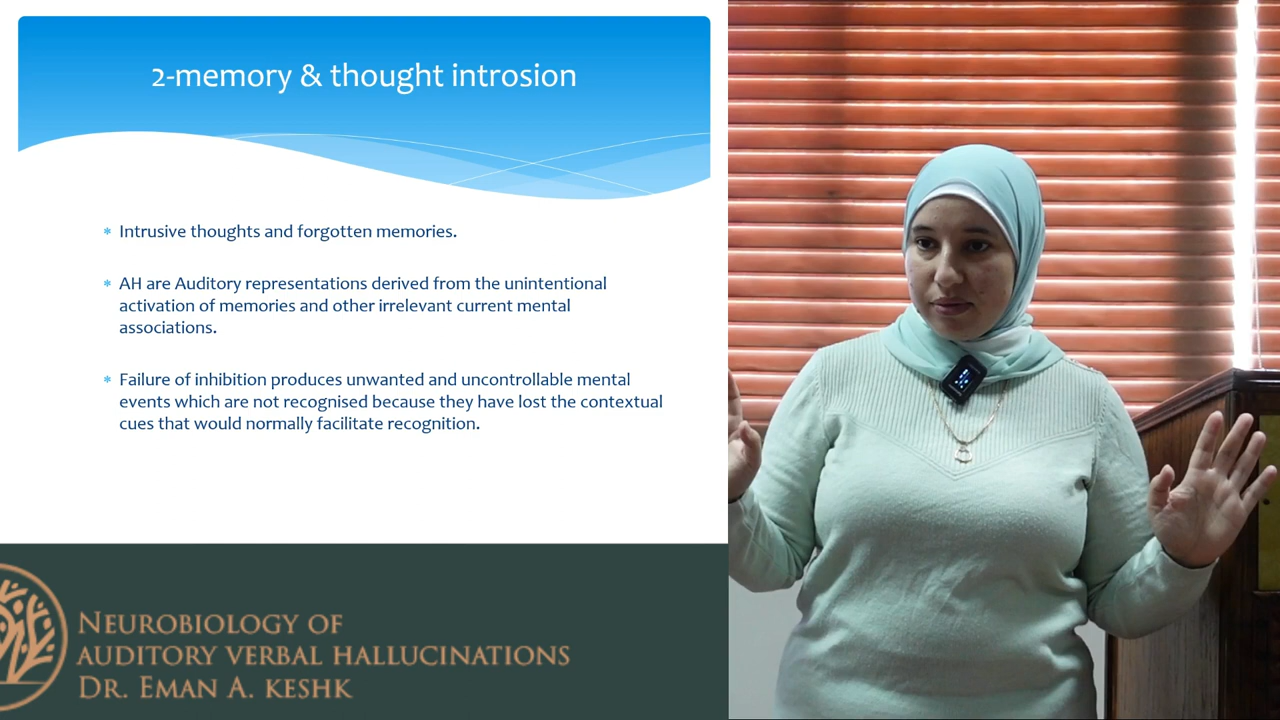 2-memory & thought introsion
* Intrusive thoughts and forgotten memories.
* AH are Auditory representations derived from the unintentional
activation of memories and other irrelevant current mental
associations.
* Failure of inhibition produces unwanted and uncontrollable mental
events which are not recognised because they have lost the contextual
cues that would normally facilitate recognition.
Neurobiology of
auditory verbal hallucinations
Dr. Eman A. keshk